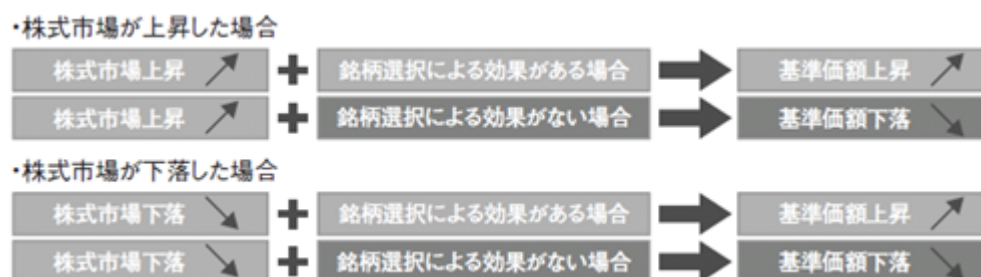 ・株式市場が上昇した場合
株式市場上昇 ↗ + 銘柄選択による効果がある場合 → 基準価額上昇 ↗
株式市場上昇 ↗ + 銘柄選択による効果がない場合 → 基準価額下落 ↘
・株式市場が下落した場合
株式市場下落 ↘ + 銘柄選択による効果がある場合 → 基準価額上昇 ↗
株式市場下落 ↘ + 銘柄選択による効果がない場合 → 基準価額下落 ↘